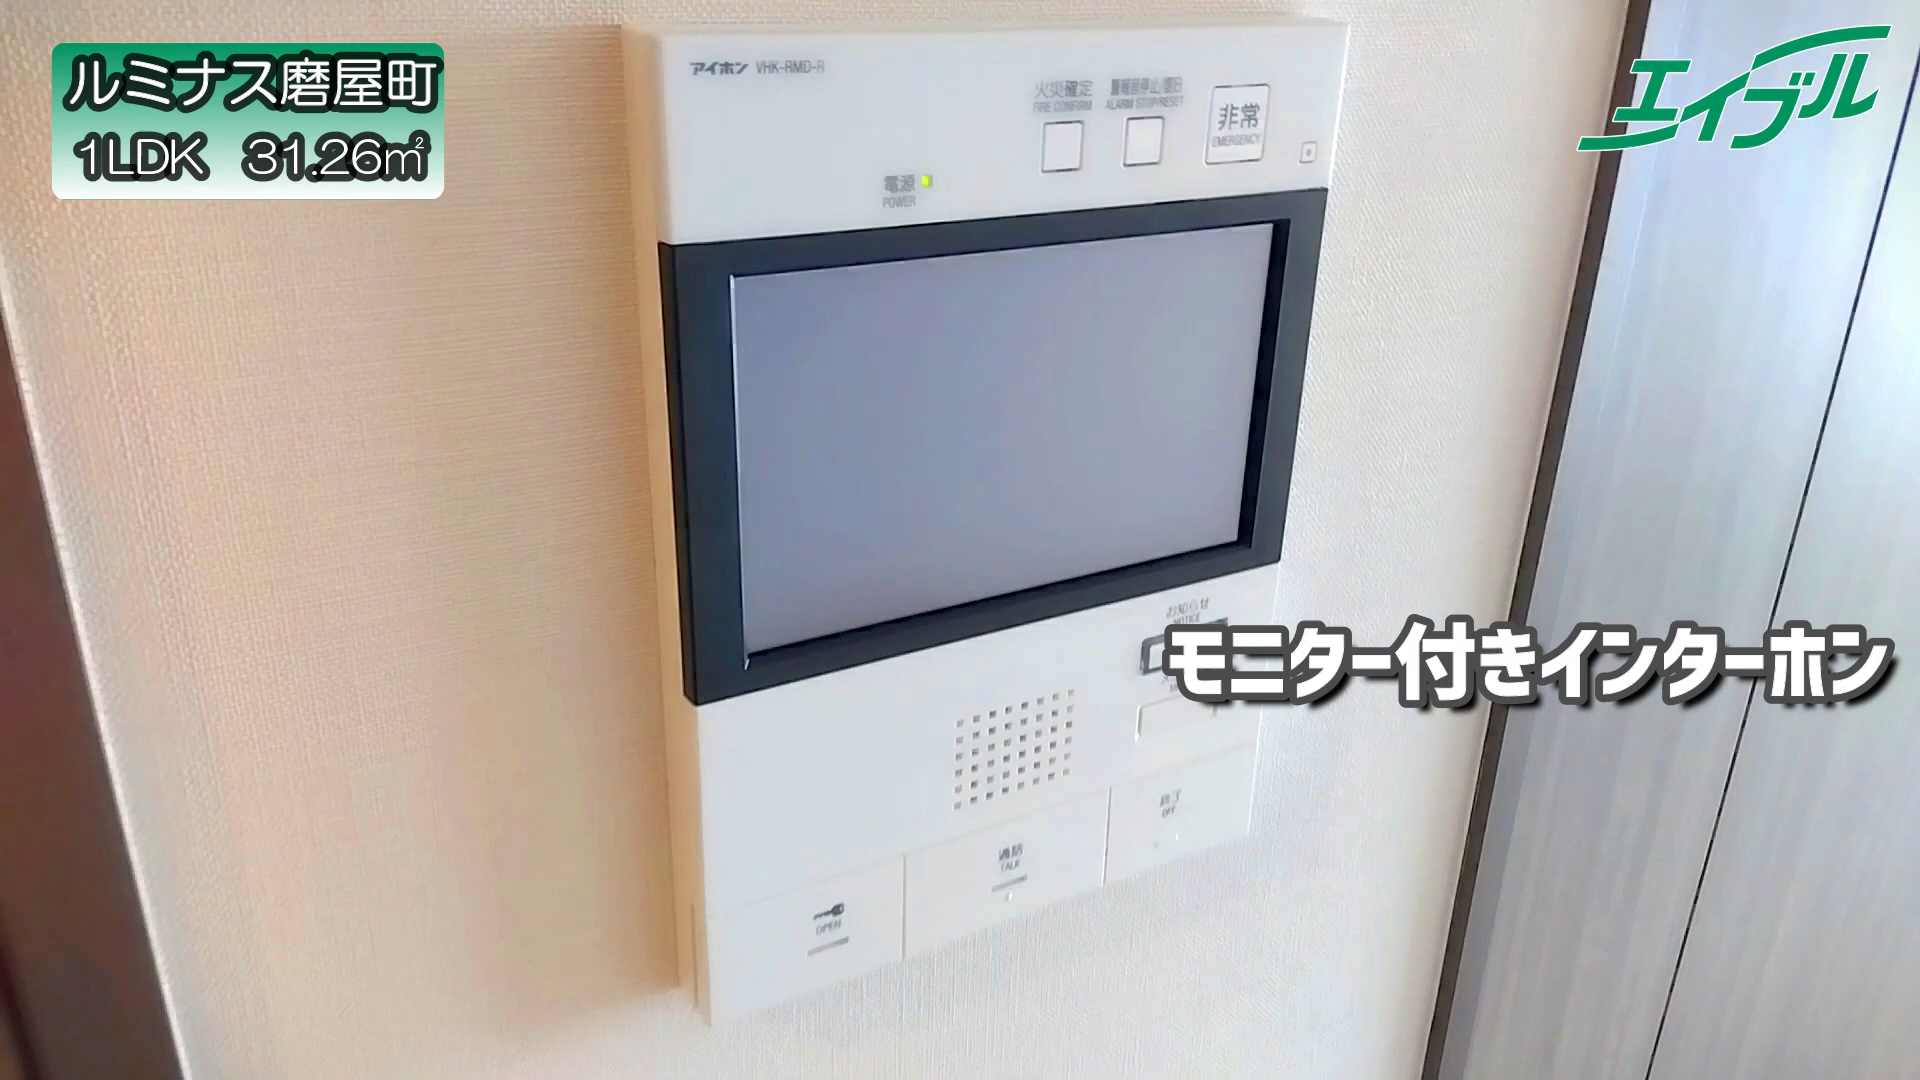 ルミナス磨屋町
1LDK 31.26㎡
エイブル
アイホン VHK-RMD-R
火災確定
FIRE CONFIRM
警報音停止/復旧
ALARM STOP/RESET
非常
EMERGENCY
電源
POWER
お知らせ
NOTICE
モニター付きインターホン
終了
OFF
通話
TALK
OPEN